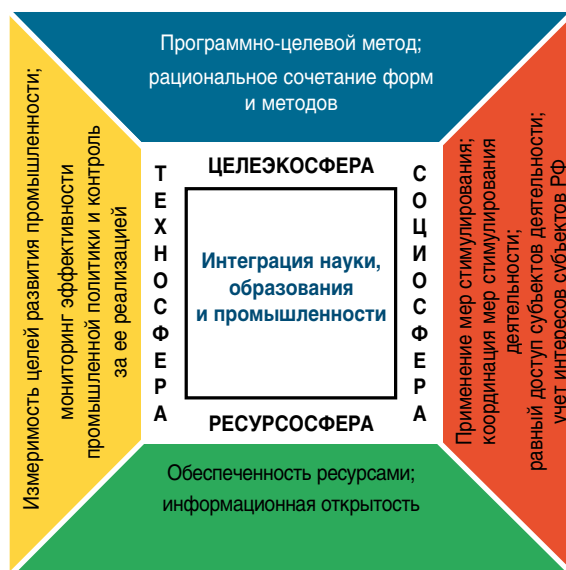 Программно-целевой метод;
рациональное сочетание форм
и методов
Измеримость целей развития промышленности;
мониторинг эффективности
промышленной политики и контроль
за ее реализацией
ТЕХНОСФЕРА
ЦЕЛЕЭКОСФЕРА
Интеграция науки,
образования
и промышленности
РЕСУРСОСФЕРА
СОЦИОСФЕРА
Применение мер стимулирования;
координация мер стимулирования
деятельности;
равный доступ субъектов деятельности;
учет интересов субъектов РФ
Обеспеченность ресурсами;
информационная открытость